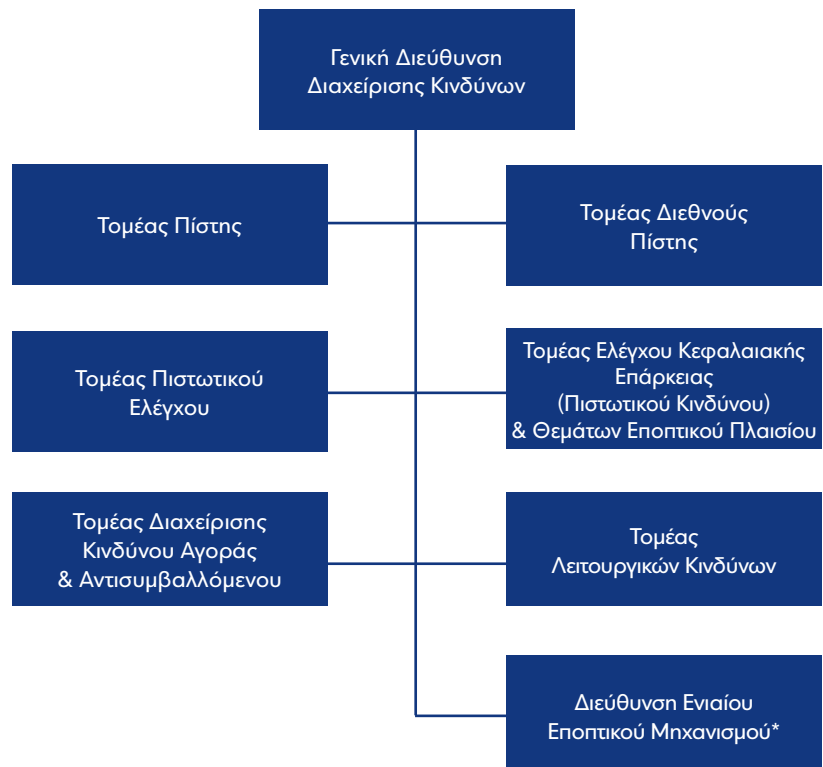 Γενική Διεύθυνση
Διαχείρισης Κινδύνων
Τομέας Πίστης
Τομέας Διεθνούς
Πίστης
Τομέας Πιστωτικού
Ελέγχου
Τομέας Ελέγχου Κεφαλαιακής
Επάρκειας
(Πιστωτικού Κινδύνου)
& Θεμάτων Εποπτικού Πλαισίου
Τομέας Διαχείρισης
Κινδύνου Αγοράς
& Αντισυμβαλλόμενου
Τομέας
Λειτουργικών Κινδύνων
Διεύθυνση Ενιαίου
Εποπτικού Μηχανισμού*